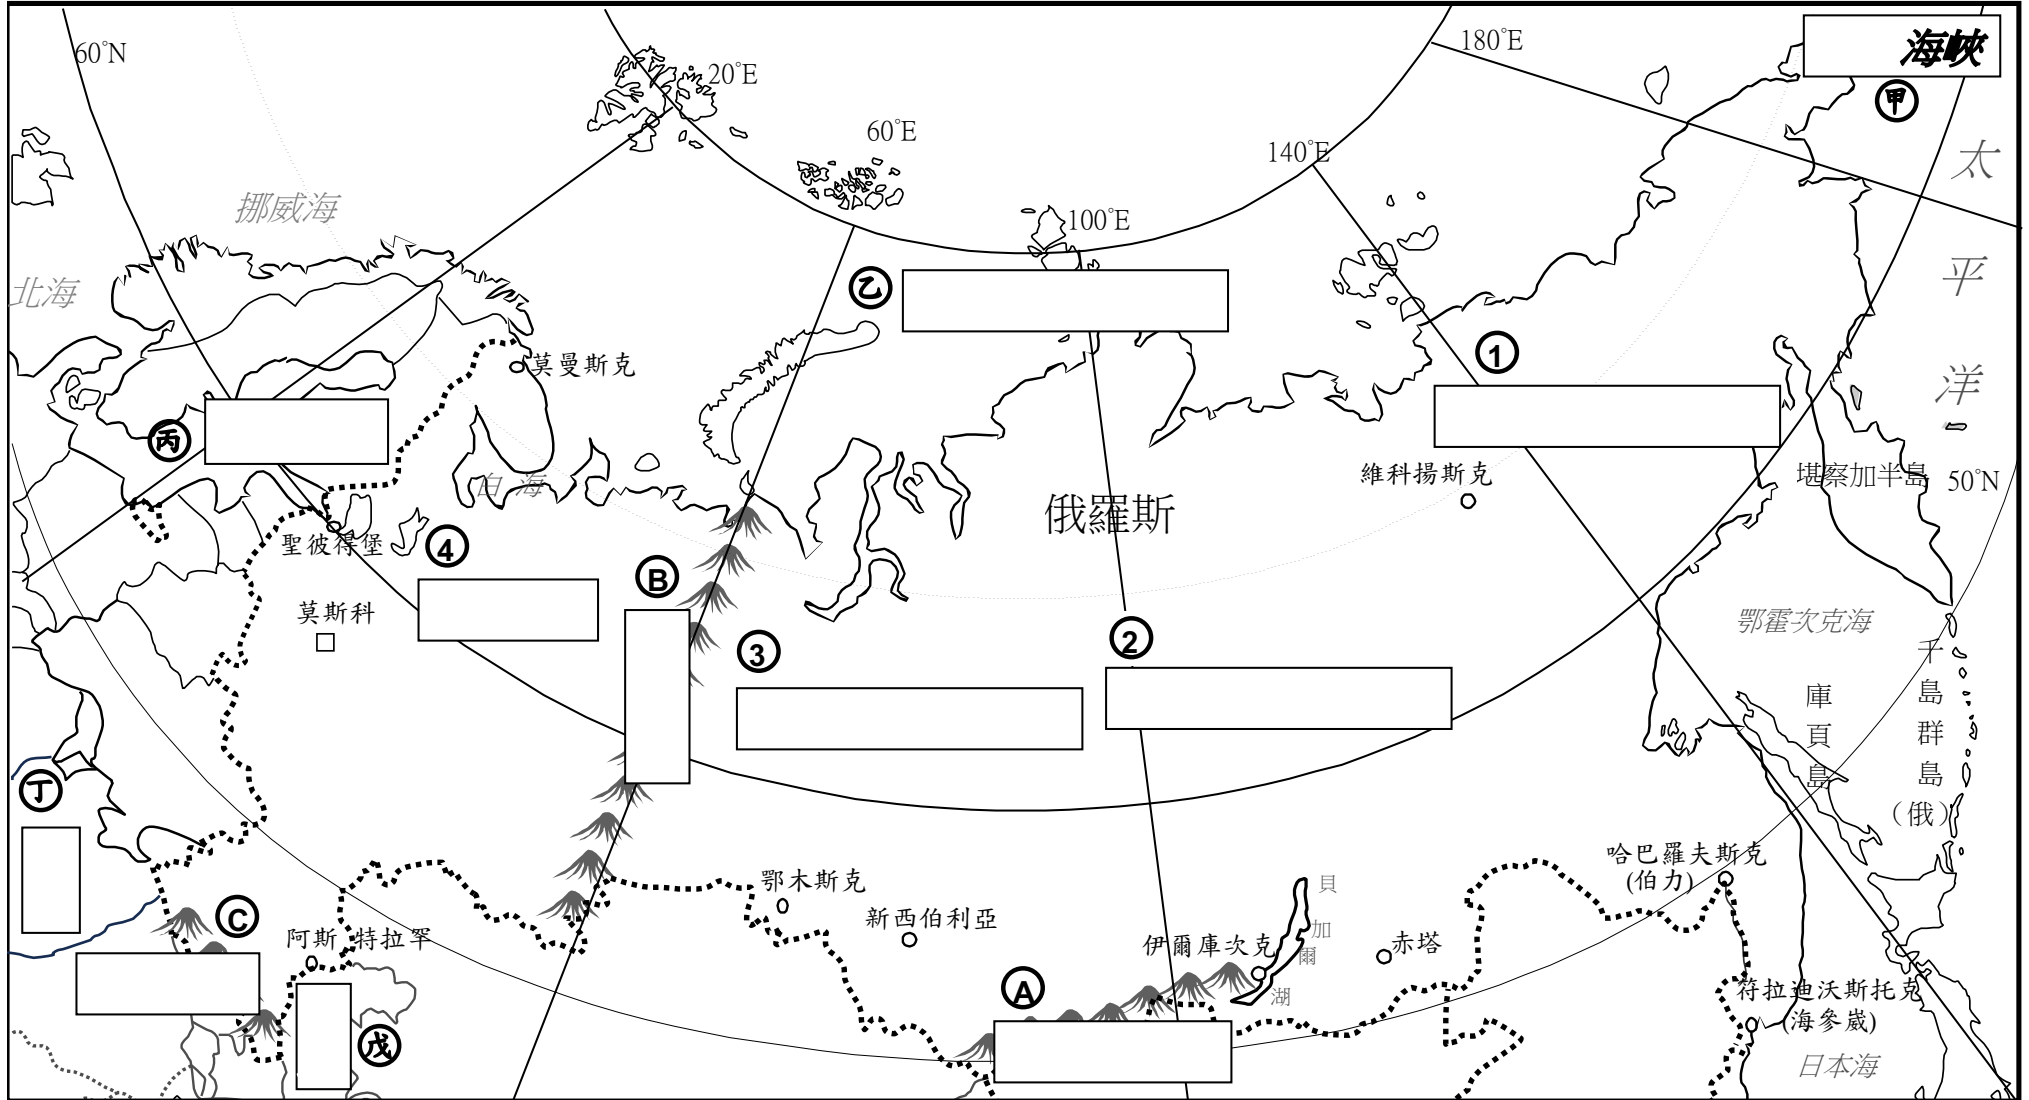 60°N
180°E
海峽
甲
20°E
60°E
140°E
太平洋
挪威海
100°E
北海
乙
1
莫曼斯克
丙
維科揚斯克
堪察加半島
50°N
白海
俄羅斯
聖彼得堡
4
B
莫斯科
鄂霍次克海
3
2
千島群島
(俄)
庫頁島
丁
哈巴羅夫斯克
(伯力)
鄂木斯克
貝加爾湖
C
新西伯利亞
阿斯特拉罕
伊爾庫次克
赤塔
A
符拉迪沃斯托克
(海參崴)
戊
日本海